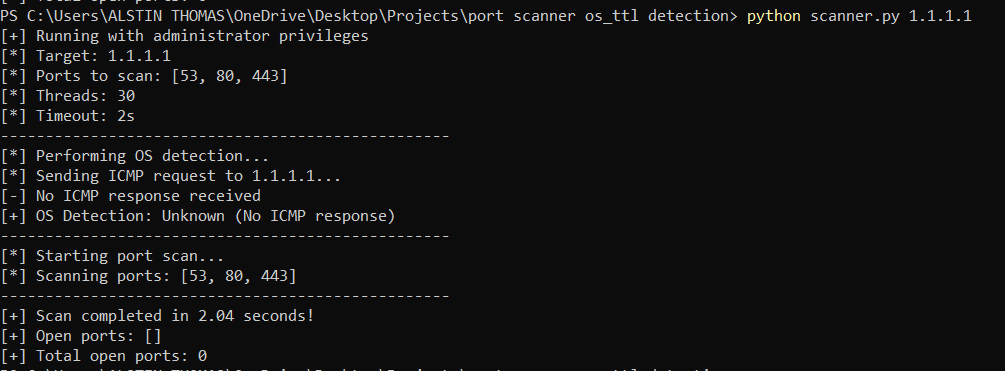 PS C:\Users\ALSTIN THOMAS\OneDrive\Desktop\Projects\port scanner os_ttl detection> python scanner.py 1.1.1.1
[+] Running with administrator privileges
[*] Target: 1.1.1.1
[*] Ports to scan: [53, 80, 443]
[*] Threads: 30
[*] Timeout: 2s
--------------------------------------------------
[*] Performing OS detection...
[*] Sending ICMP request to 1.1.1.1...
[-] No ICMP response received
[+] OS Detection: Unknown (No ICMP response)
--------------------------------------------------
[*] Starting port scan...
[*] Scanning ports: [53, 80, 443]
--------------------------------------------------
[+] Scan completed in 2.04 seconds!
[+] Open ports: []
[+] Total open ports: 0